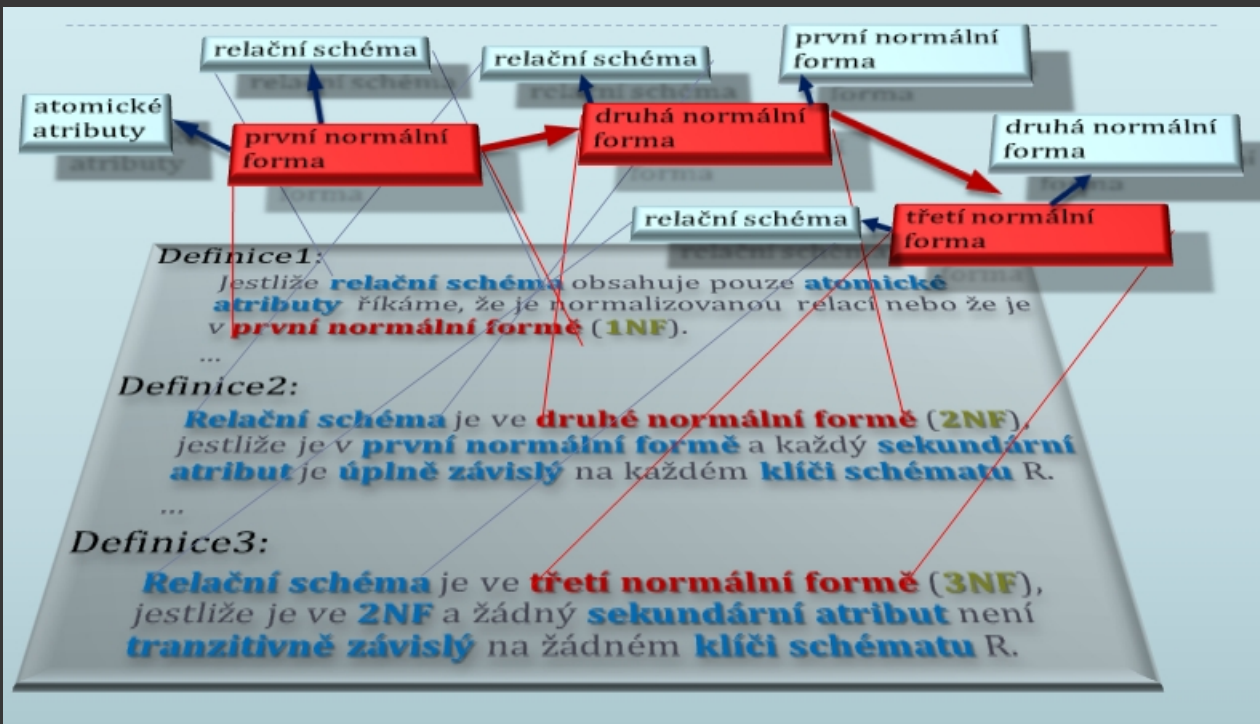 relační schéma
relační schéma
první normální
forma
atomické
atributy
první normální
forma
druhá normální
forma
druhá normální
forma
relační schéma
třetí normální
forma
Definice1:
Jestliže relační schéma obsahuje pouze atomické
atributy říkáme, že je normalizovanou relací nebo že je
v první normální formě (1NF).
...
Definice2:
Relační schéma je ve druhé normální formě (2NF),
jestliže je v první normální formě a každý sekundární
atribut je úplně závislý na každém klíči schématu R.
...
Definice3:
Relační schéma je ve třetí normální formě (3NF),
jestliže je ve 2NF a žádný sekundární atribut není
tranzitivně závislý na žádném klíči schématu R.